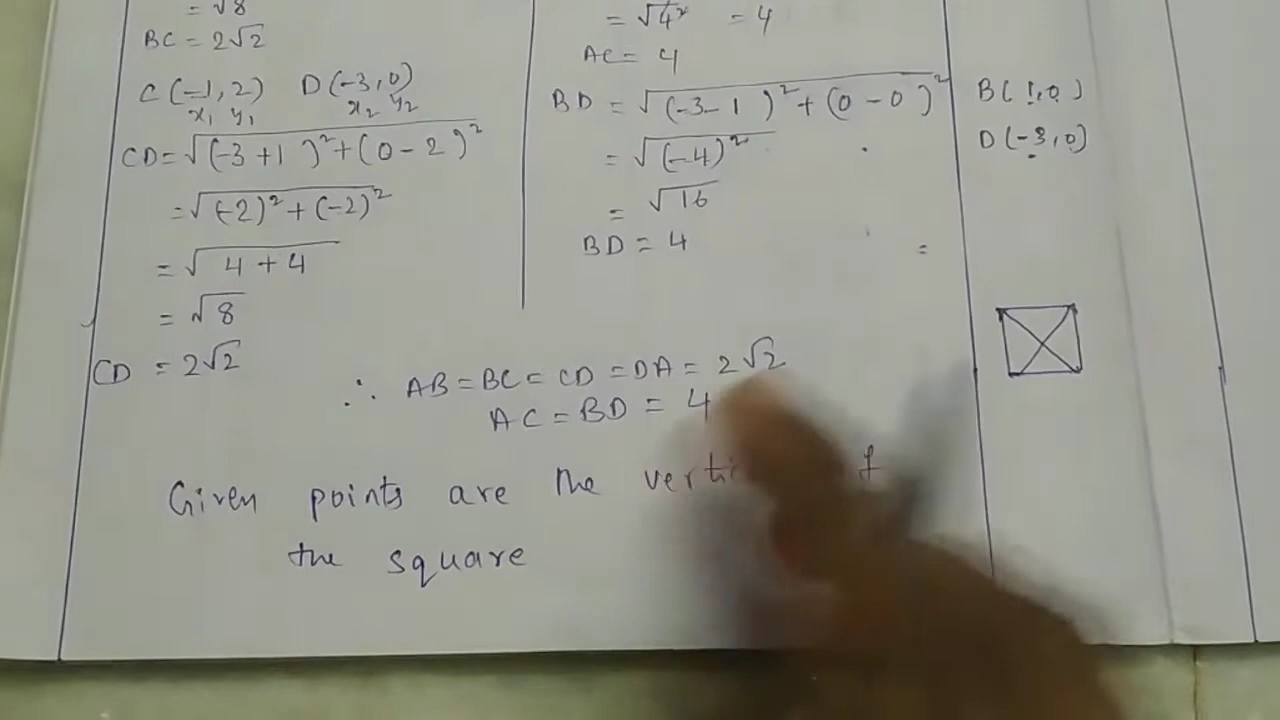 = √8
BC = 2√2
C (-1, 2) D (-3, 0)
x₁ y₁ x₂ y₂
CD = √(-3 + 1)² + (0 - 2)²
= √(-2)² + (-2)²
= √4 + 4
= √8
CD = 2√2
= √4² = 4
AC = 4
BD = √(-3 - 1)² + (0 - 0)²
= √(-4)²
= √16
BD = 4
B (1, 0)
D (-3, 0)
=
∴ AB = BC = CD = DA = 2√2
AC = BD = 4
Given points are the
the square